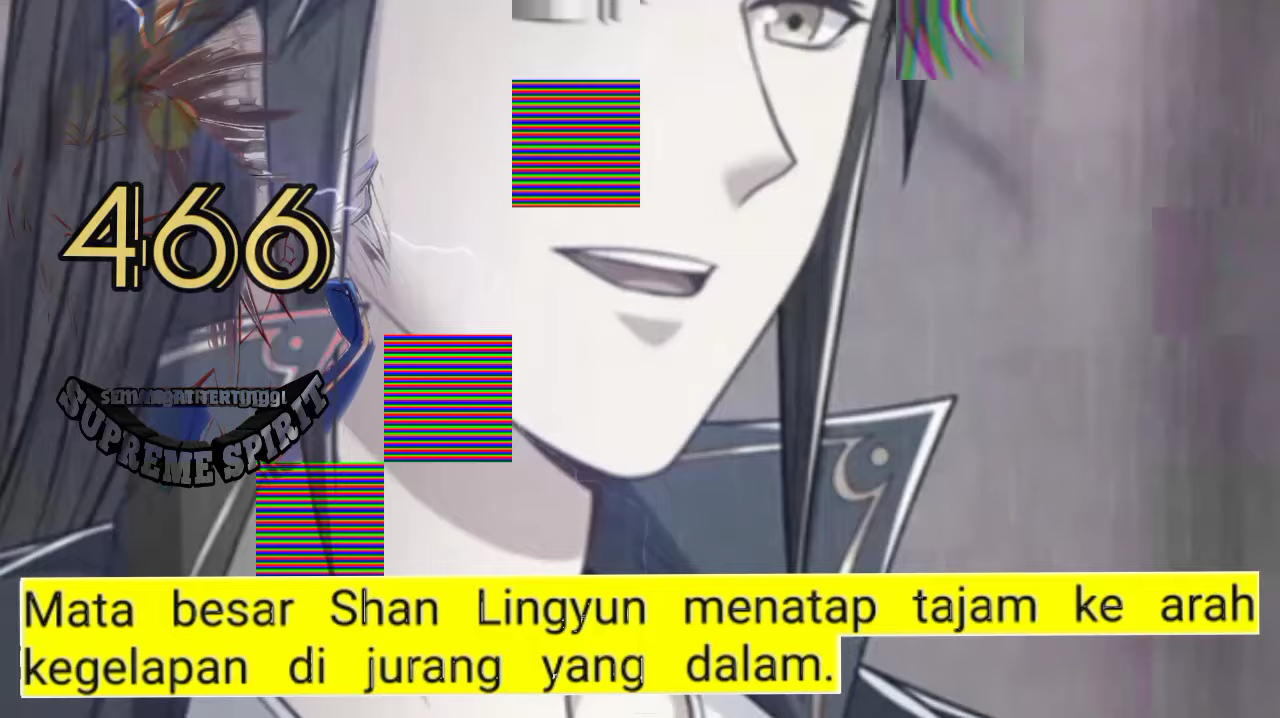 466
SUPREME SPIRIT
Mata besar Shan Lingyun menatap tajam ke arah
kegelapan di jurang yang dalam.